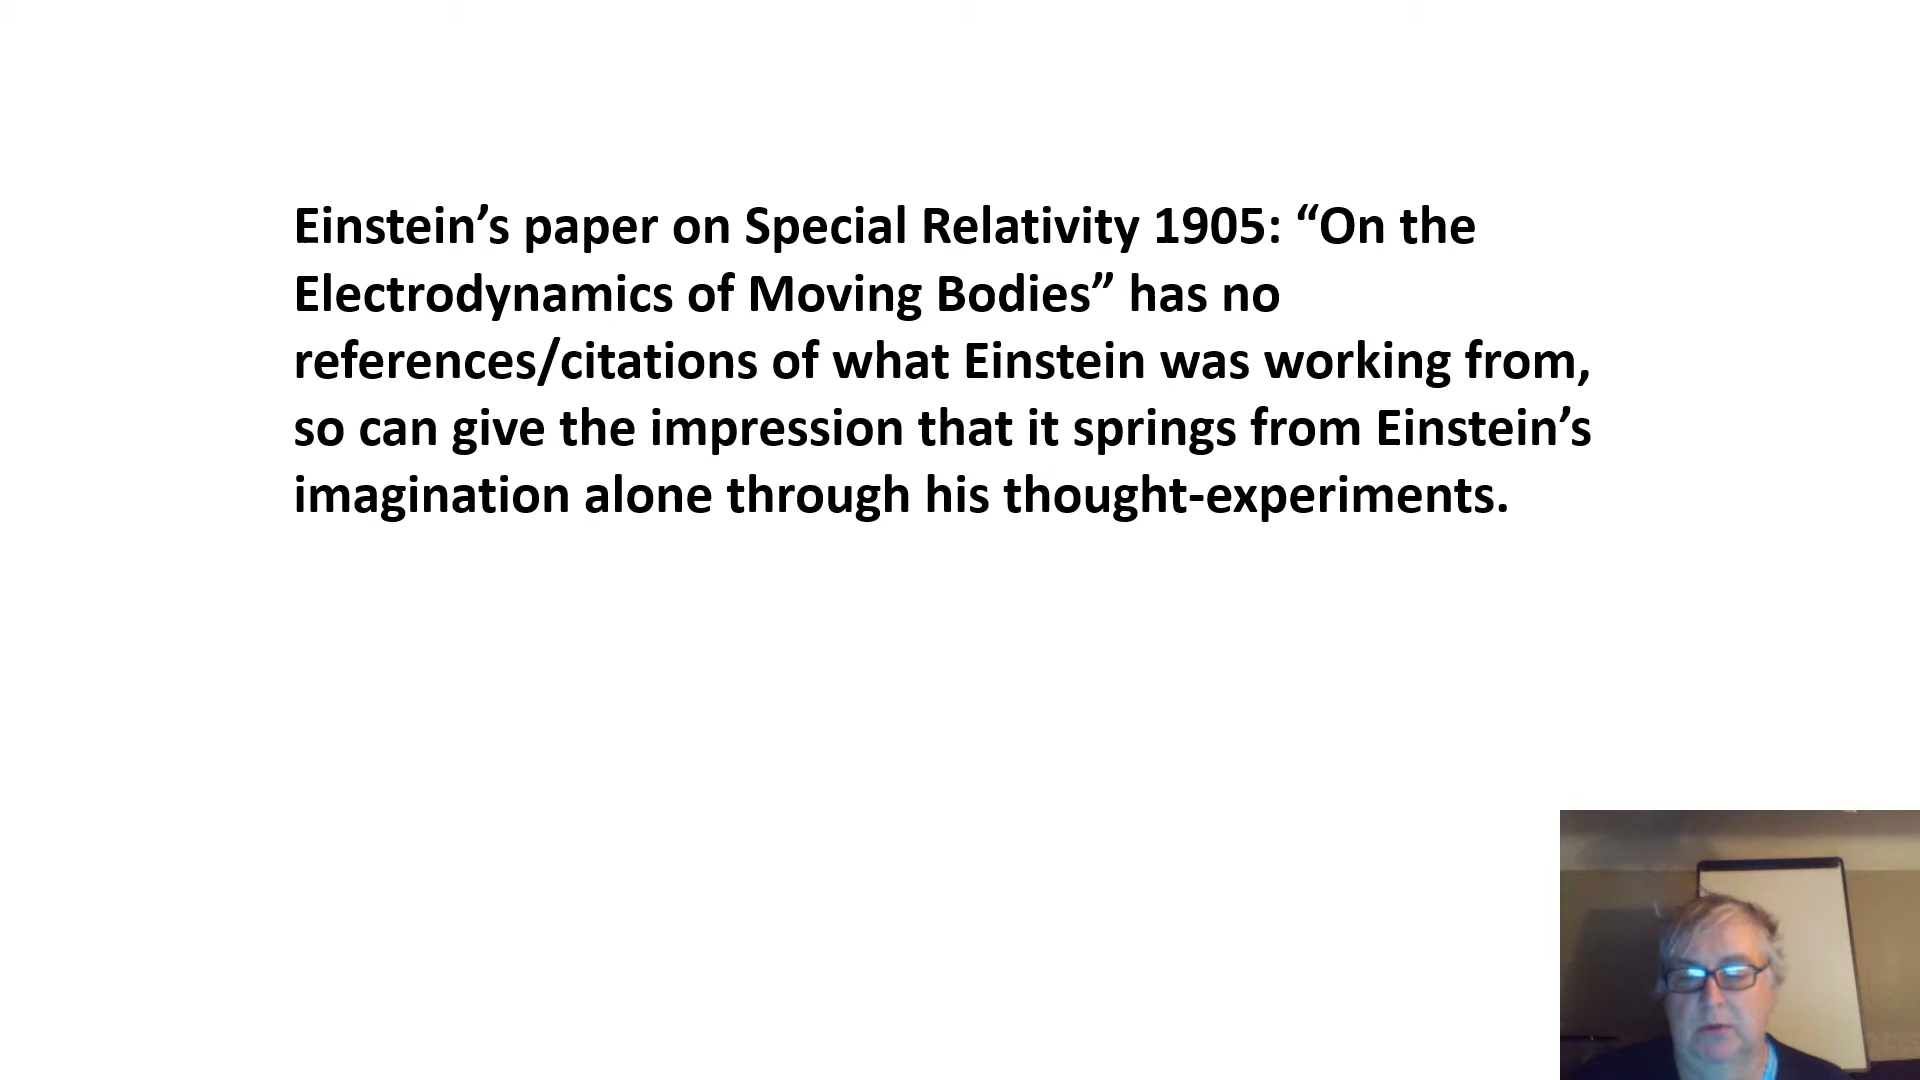 Einstein’s paper on Special Relativity 1905: “On the
Electrodynamics of Moving Bodies” has no
references/citations of what Einstein was working from,
so can give the impression that it springs from Einstein’s
imagination alone through his thought-experiments.